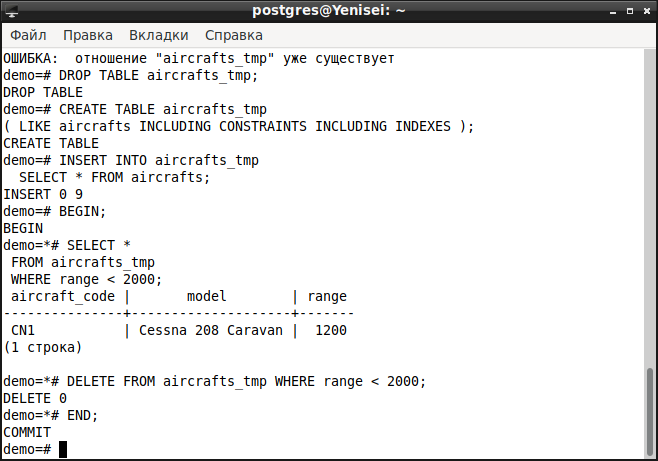 postgres@Yenisei: ~
Файл Правка Вкладки Справка
ОШИБКА:  отношение "aircrafts_tmp" уже существует
demo=# DROP TABLE aircrafts_tmp;
DROP TABLE
demo=# CREATE TABLE aircrafts_tmp
( LIKE aircrafts INCLUDING CONSTRAINTS INCLUDING INDEXES );
CREATE TABLE
demo=# INSERT INTO aircrafts_tmp
  SELECT * FROM aircrafts;
INSERT 0 9
demo=# BEGIN;
BEGIN
demo=*# SELECT *
 FROM aircrafts_tmp
 WHERE range < 2000;
 aircraft_code |       model        | range
---------------+--------------------+-------
 CN1           | Cessna 208 Caravan |  1200
(1 строка)

demo=*# DELETE FROM aircrafts_tmp WHERE range < 2000;
DELETE 0
demo=*# END;
COMMIT
demo=#